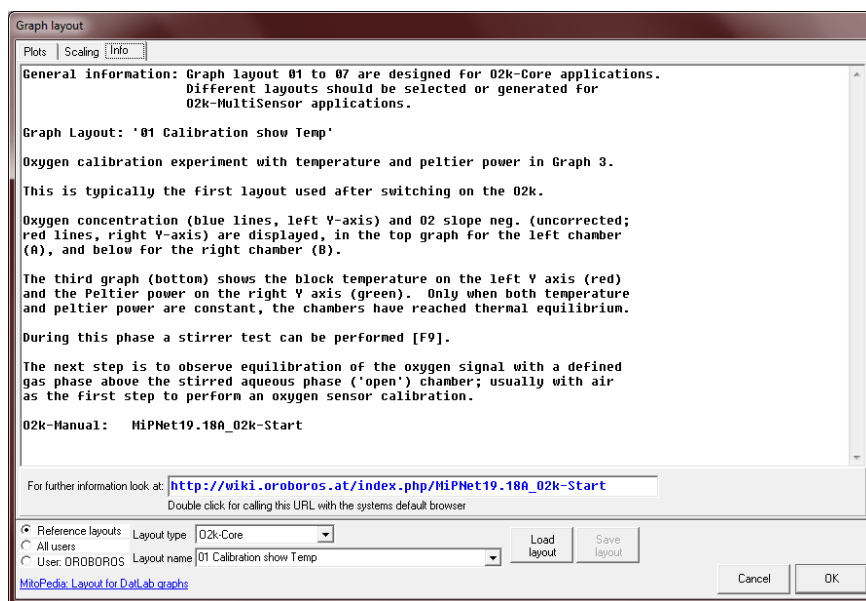 Graph layout
Plots Scaling Info
General information: Graph layout 01 to 07 are designed for O2k-Core applications.
Different layouts should be selected or generated for
O2k-MultiSensor applications.
Graph Layout: '01 Calibration show Temp'
Oxygen calibration experiment with temperature and peltier power in Graph 3.
This is typically the first layout used after switching on the O2k.
Oxygen concentration (blue lines, left Y-axis) and O2 slope neg. (uncorrected;
red lines, right Y-axis) are displayed, in the top graph for the left chamber
(A), and below for the right chamber (B).
The third graph (bottom) shows the block temperature on the left Y axis (red)
and the Peltier power on the right Y axis (green). Only when both temperature
and peltier power are constant, the chambers have reached thermal equilibrium.
During this phase a stirrer test can be performed [F9].
The next step is to observe equilibration of the oxygen signal with a defined
gas phase above the stirred aqueous phase ('open') chamber; usually with air
as the first step to perform an oxygen sensor calibration.
O2k-Manual: MiPNet19.18A_O2k-Start
For further information look at: http://wiki.oroboros.at/index.php/MiPNet19.18A_O2k-Start
Double click for calling this URL with the systems default browser
Reference layouts Layout type O2k-Core Load layout Save layout
All users
User: OROBOROS Layout name 01 Calibration show Temp
MitoPedia: Layout for DatLab graphs
Cancel OK